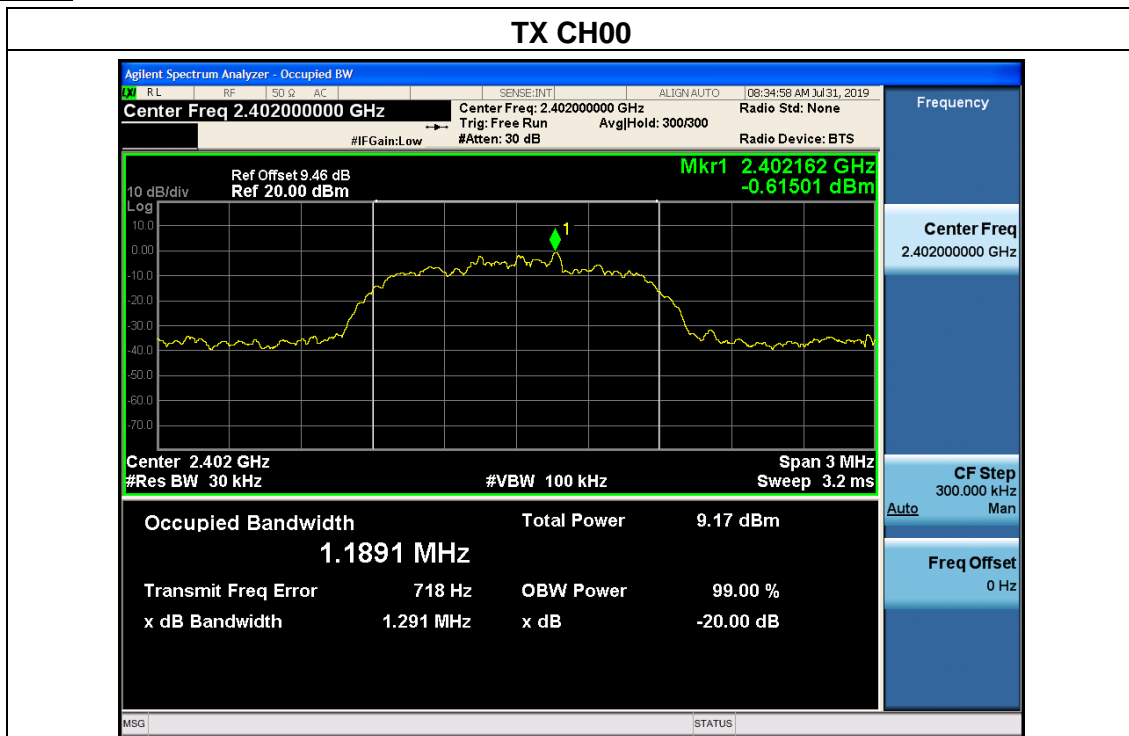 TX CH00
Agilent Spectrum Analyzer - Occupied BW
LXI RL RF 50 Ω AC SENSE:INT ALIGN AUTO 08:34:58 AM Jul 31, 2019
Center Freq 2.402000000 GHz
#IFGain:Low
Center Freq: 2.402000000 GHz
Trig: Free Run Avg|Hold: 300/300
#Atten: 30 dB
Radio Std: None
Radio Device: BTS
Frequency
Mkr1 2.402162 GHz
-0.61501 dBm
Ref Offset 9.46 dB
10 dB/div Ref 20.00 dBm
Log
10.0
0.00
-10.0
-20.0
-30.0
-40.0
-50.0
-60.0
-70.0
1
Center 2.402 GHz Span 3 MHz
#Res BW 30 kHz #VBW 100 kHz Sweep 3.2 ms
Occupied Bandwidth Total Power 9.17 dBm
1.1891 MHz
Transmit Freq Error 718 Hz OBW Power 99.00 %
x dB Bandwidth 1.291 MHz x dB -20.00 dB
Center Freq
2.402000000 GHz
CF Step
300.000 kHz
Auto Man
Freq Offset
0 Hz
MSG STATUS